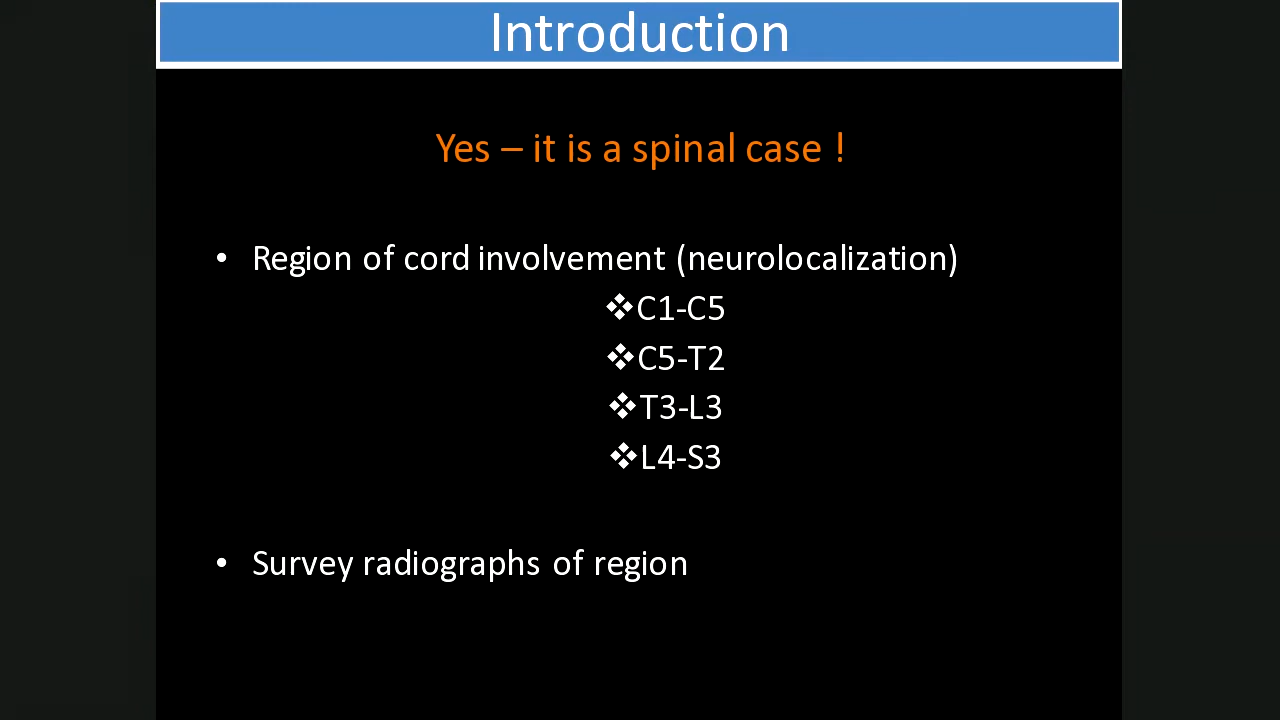 Introduction
Yes – it is a spinal case !
• Region of cord involvement (neurolocalization)
❖C1-C5
❖C5-T2
❖T3-L3
❖L4-S3
• Survey radiographs of region